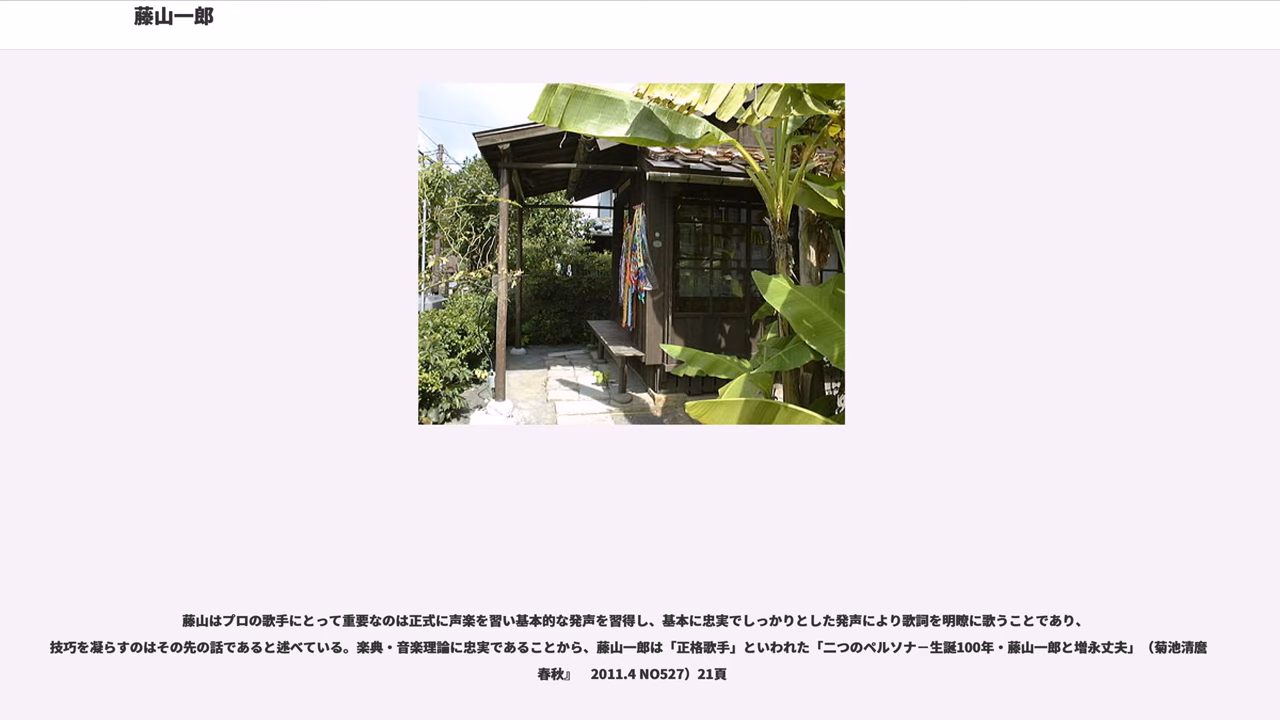 藤山一郎
藤山はプロの歌手にとって重要なのは正式に声楽を習い基本的な発声を習得し、基本に忠実でしっかりとした発声により歌詞を明瞭に歌うことであり、
技巧を凝らすのはその先の話であると述べている。楽典・音楽理論に忠実であることから、藤山一郎は「正格歌手」といわれた「二つのペルソナ－生誕100年・藤山一郎と増永丈夫」（菊池清麿
春秋』　2011.4 NO527）21頁